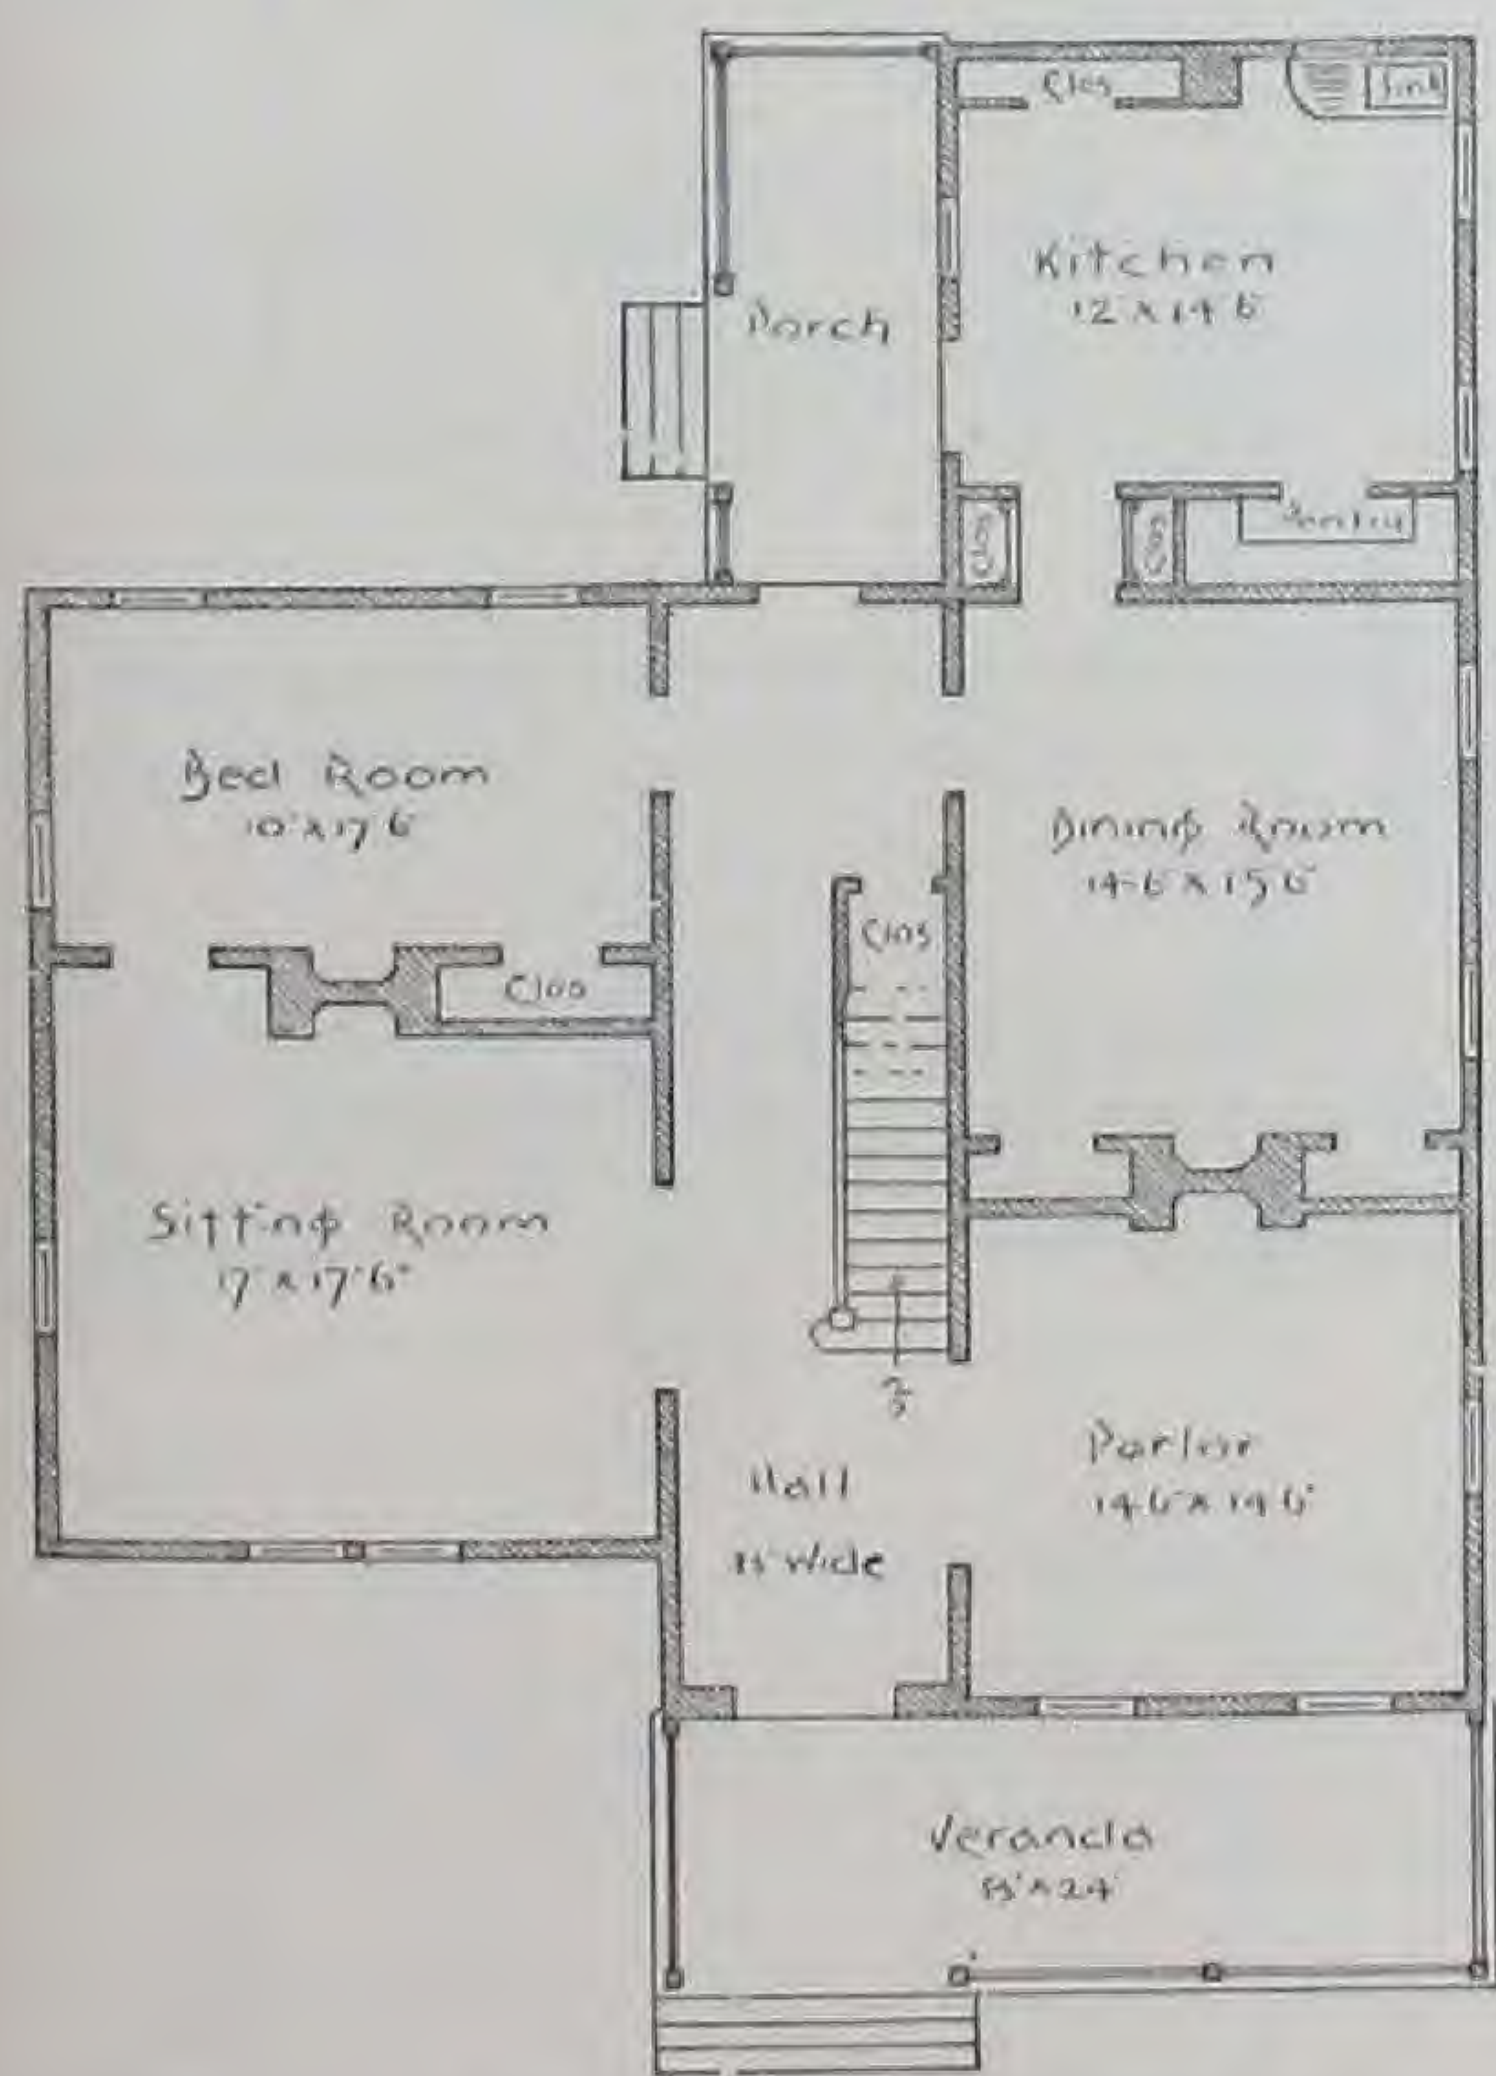 Clos
Sink
Kitchen
12' x 14' 6"
Porch
Clos
Clos
Pantry
Bed Room
10' x 17' 6"
Dining Room
14-6 x 15 6"
Clos
Clos
Sitting Room
17' x 17' 6"
Parlor
14 6" x 14 6"
Hall
8' Wide
Veranda
8' x 24'